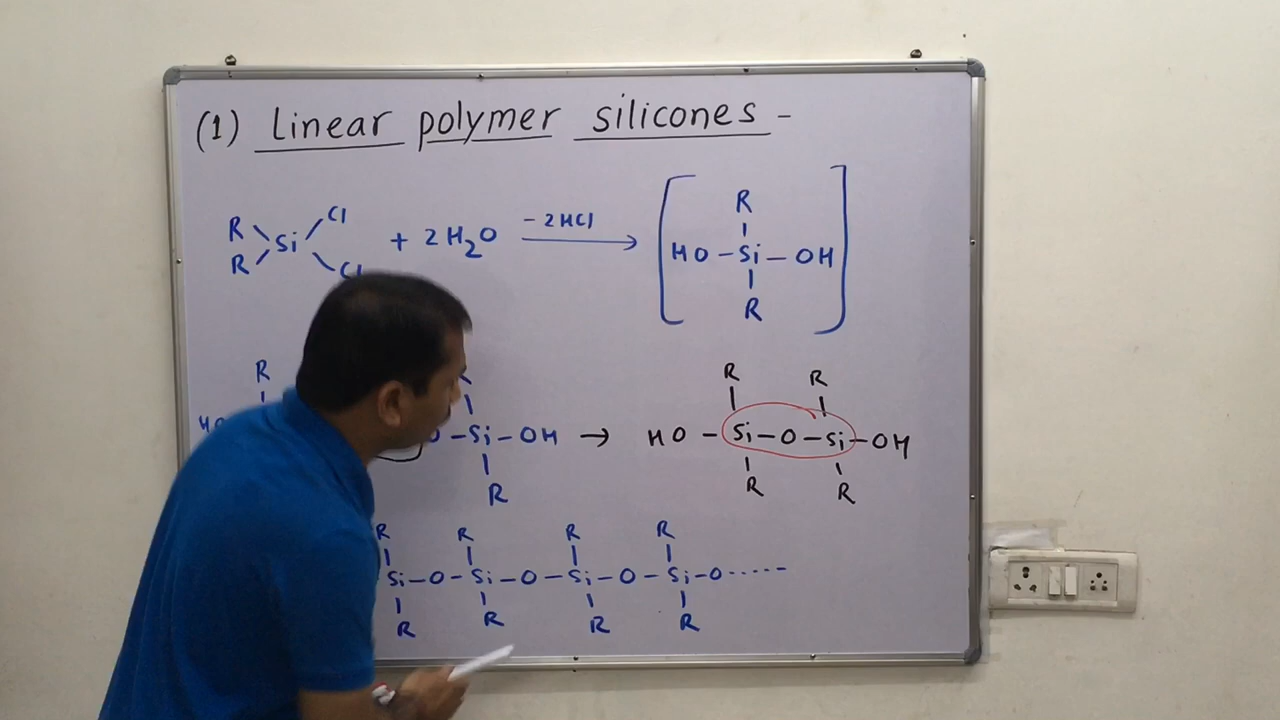 (1) Linear polymer silicones -
R R Si Cl Cl + 2H2O - 2HCl → [ HO - Si - OH ]
R
R
R R R
- Si - OH → HO - Si - O - Si - OH
R R R
R R R R
Si - O - Si - O - Si - O - Si - O - - - - -
R R R R